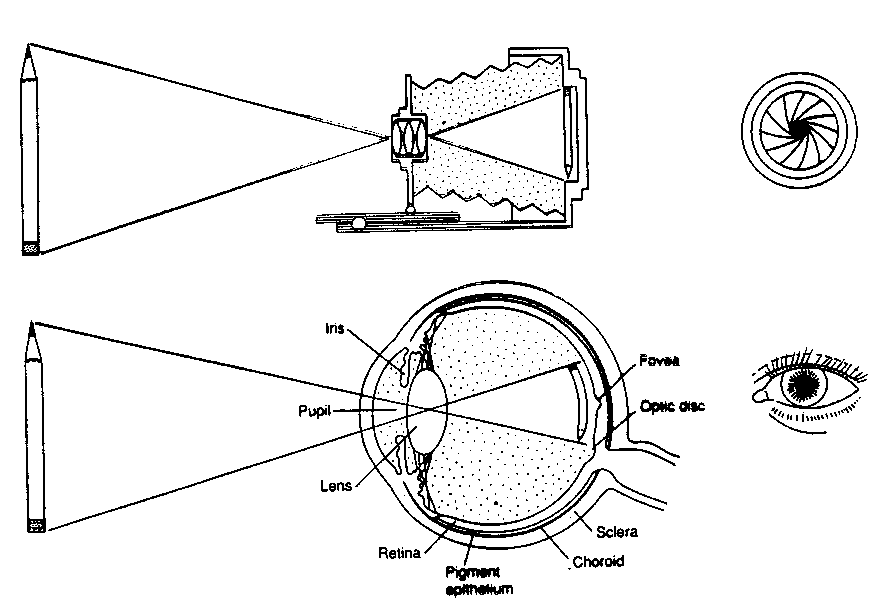 Iris
Fovea
Pupil
Optic disc
Lens
Sclera
Retina
Choroid
Pigment
epithelium